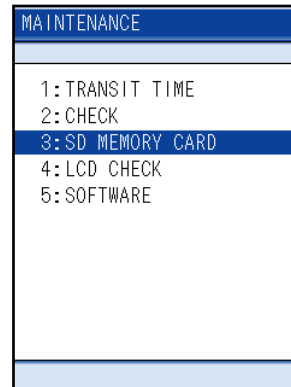 MAINTENANCE
1:TRANSIT TIME
2:CHECK
3:SD MEMORY CARD
4:LCD CHECK
5:SOFTWARE